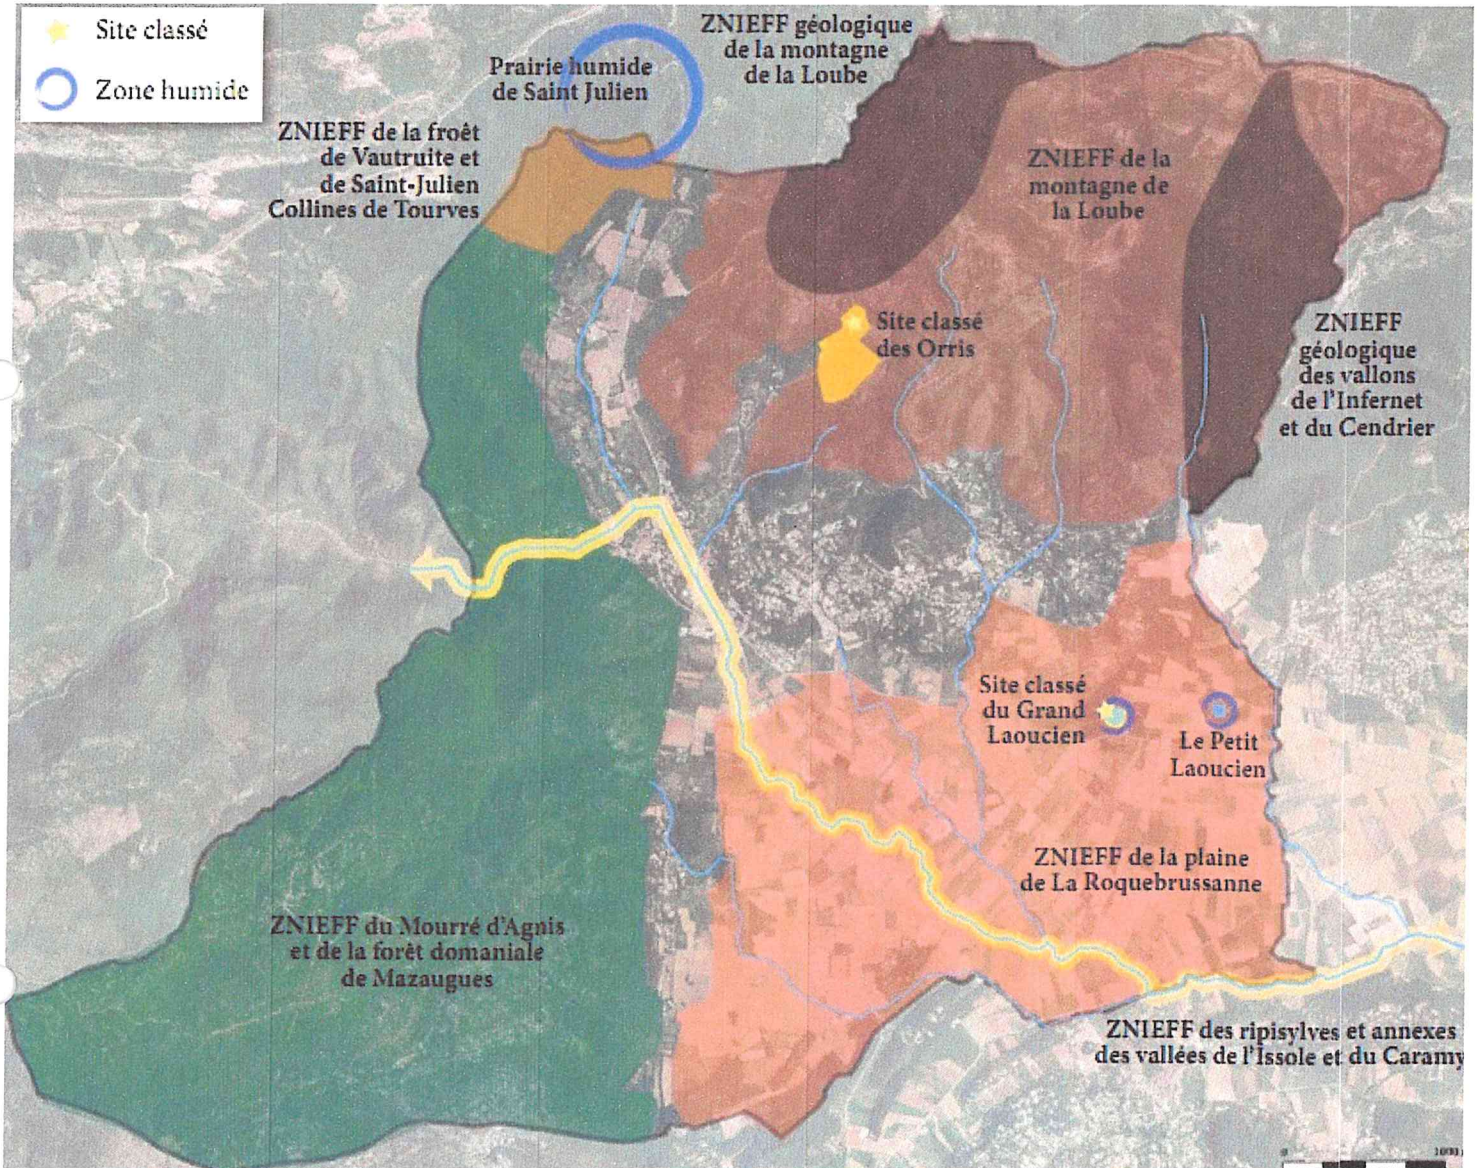 Site classé
Zone humide
ZNIEFF géologique
de la montagne
de la Loube
Prairie humide
de Saint Julien
ZNIEFF de la froêt
de Vautruite et
de Saint-Julien
Collines de Tourves
ZNIEFF de la
montagne de
la Loube
Site classé
des Orris
ZNIEFF
géologique
des vallons
de l'Infernet
et du Cendrier
Site classé
du Grand
Laoucien
Le Petit
Laoucien
ZNIEFF de la plaine
de La Roquebrussanne
ZNIEFF du Mourré d'Agnis
et de la forêt domaniale
de Mazaugues
ZNIEFF des ripisylves et annexes
des vallées de l'Issole et du Caramy
0